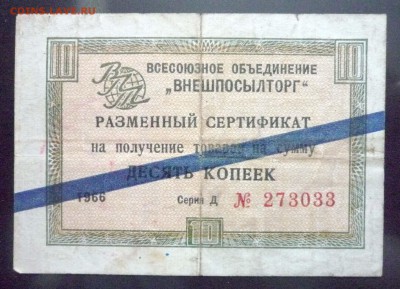 COINS.LAVE.RU
10
10
ВСЕСОЮЗНОЕ ОБЪЕДИНЕНИЕ
„ВНЕШПОСЫЛТОРГ"
РАЗМЕННЫЙ СЕРТИФИКАТ
на получение товаров на сумму
ДЕСЯТЬ КОПЕЕК
1966 Серия Д № 273033
10